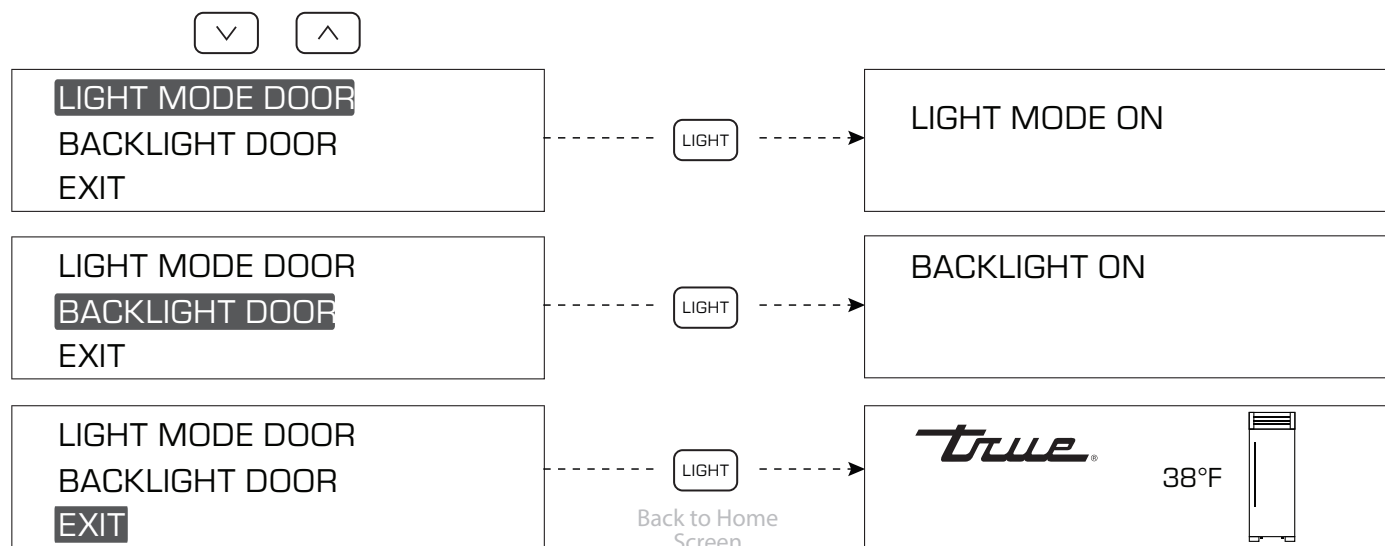 LIGHT MODE DOOR
BACKLIGHT DOOR
EXIT
LIGHT
LIGHT MODE ON
LIGHT MODE DOOR
BACKLIGHT DOOR
EXIT
LIGHT
BACKLIGHT ON
LIGHT MODE DOOR
BACKLIGHT DOOR
EXIT
LIGHT
Back to Home
Screen
true®
38°F